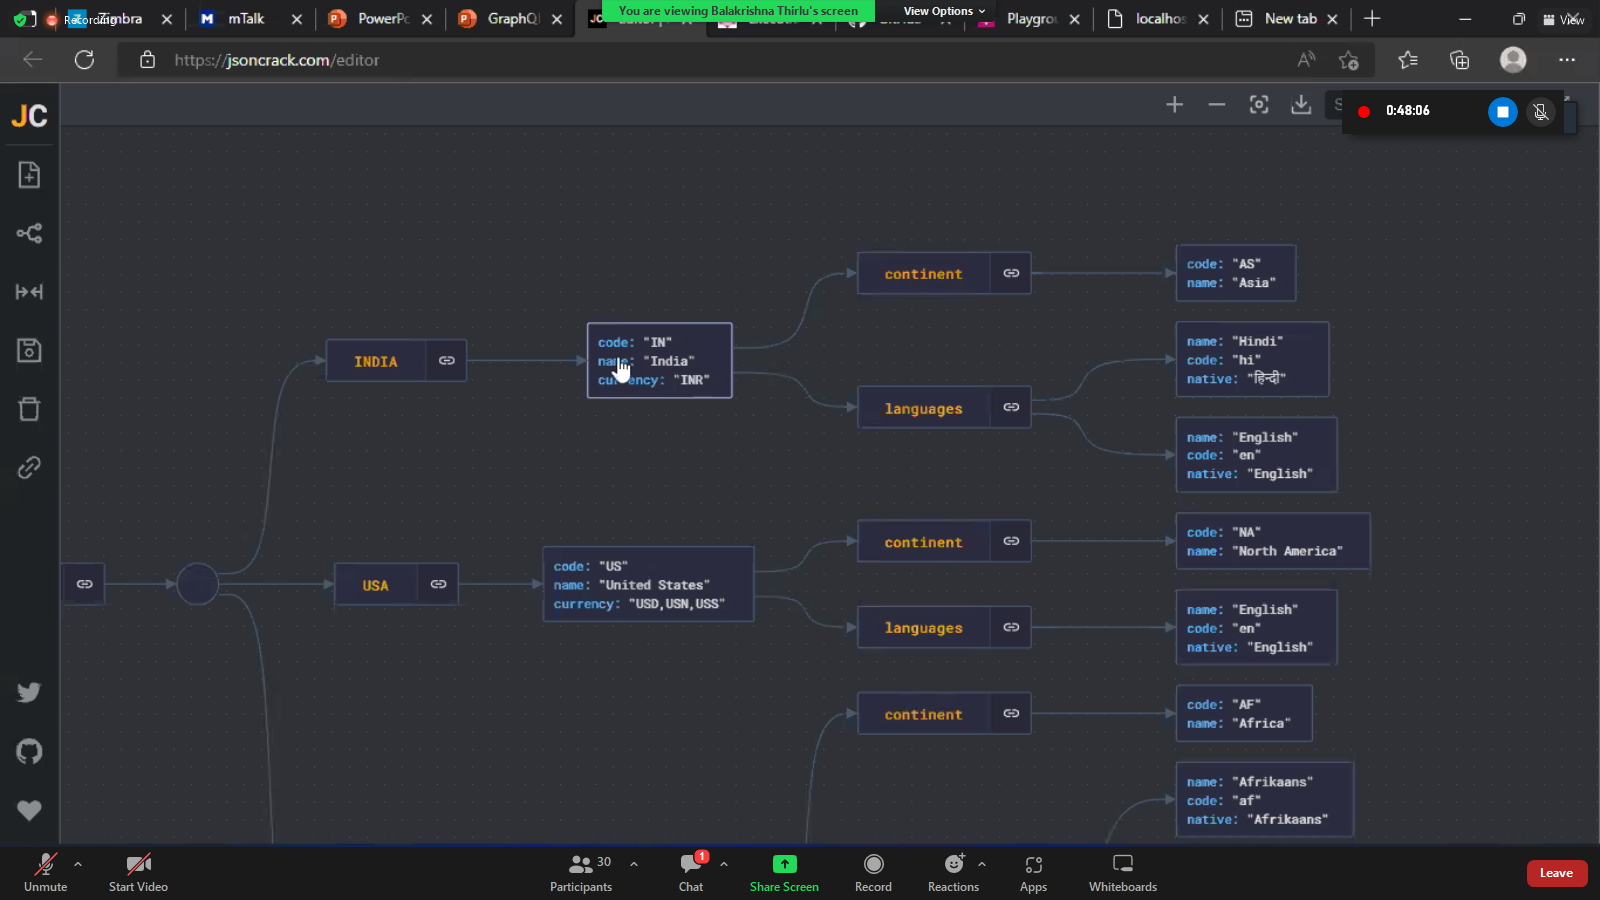 Recording
Zimbra
mTalk
PowerPo
GraphQ
You are viewing Balakrishna Thirlu's screen
View Options
Playgrou
localhos
New tab
View
https://jsoncrack.com/editor
JC
0:48:06
continent
code: "AS"
name: "Asia"
INDIA
code: "IN"
name: "India"
currency: "INR"
languages
name: "Hindi"
code: "hi"
native: "हिन्दी"
name: "English"
code: "en"
native: "English"
USA
code: "US"
name: "United States"
currency: "USD,USN,USS"
continent
code: "NA"
name: "North America"
languages
name: "English"
code: "en"
native: "English"
continent
code: "AF"
name: "Africa"
name: "Afrikaans"
code: "af"
native: "Afrikaans"
Unmute
Start Video
30
Participants
1
Chat
Share Screen
Record
Reactions
Apps
Whiteboards
Leave